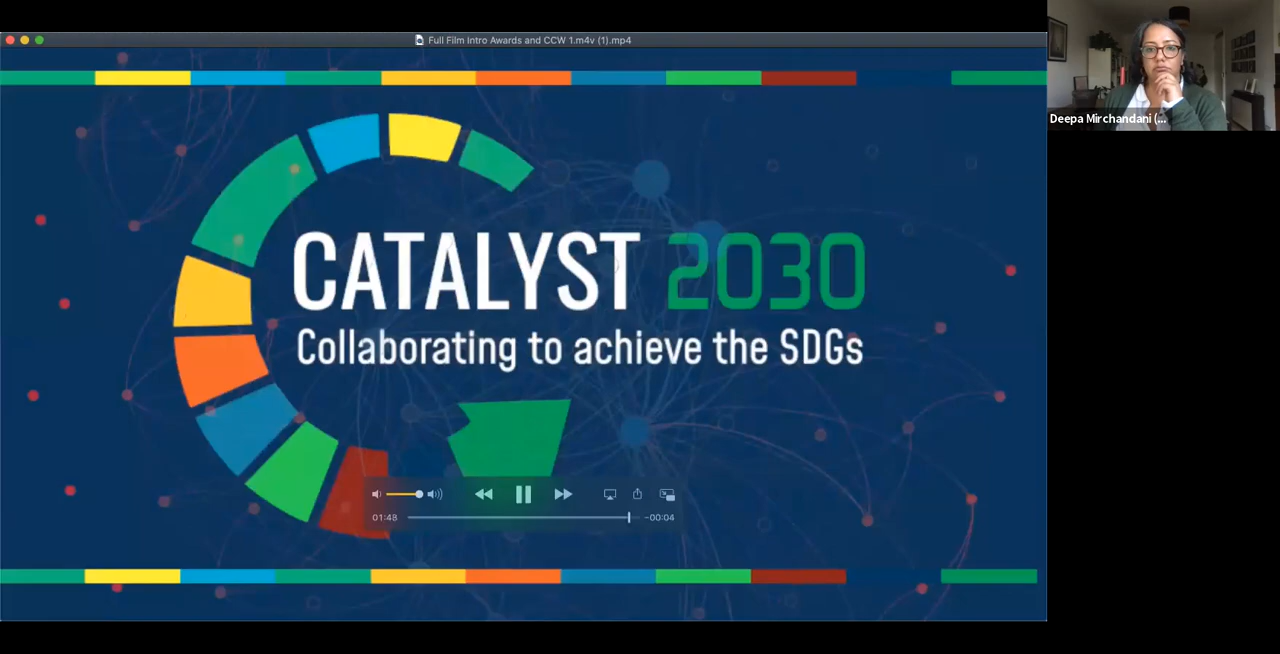 Full Film Intro Awards and CCW 1.m4v (1).mp4
Deepa Mirchandani (...
CATALYST 2030
Collaborating to achieve the SDGs
01:48
-00:04